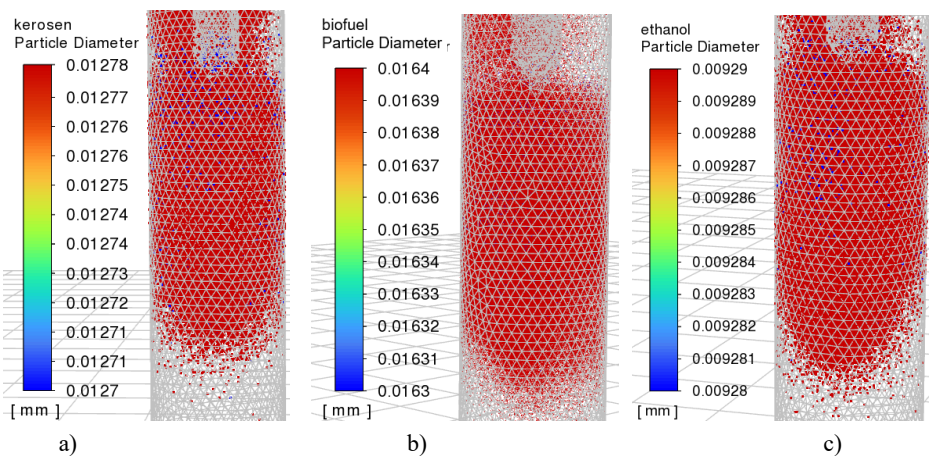 kerosen
Particle Diameter
0.01278
0.01277
0.01276
0.01276
0.01275
0.01274
0.01274
0.01273
0.01272
0.01271
0.01271
0.0127
[ mm ]
a)
biofuel
Particle Diameter
0.0164
0.01639
0.01638
0.01637
0.01636
0.01635
0.01634
0.01633
0.01632
0.01631
0.0163
[ mm ]
b)
ethanol
Particle Diameter
0.00929
0.009289
0.009288
0.009287
0.009286
0.009285
0.009284
0.009283
0.009282
0.009281
0.00928
[ mm ]
c)